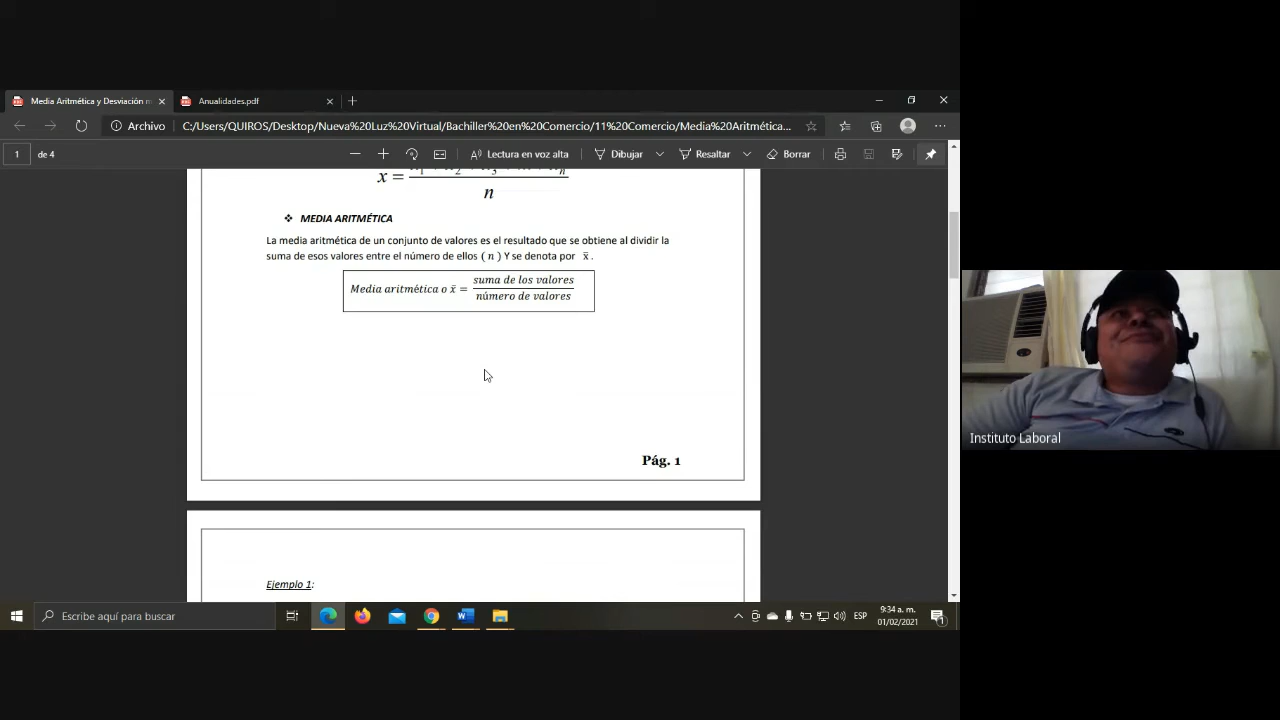 Media Aritmética y Desviación m
Anualidades.pdf
Archivo
C:/Users/QUIROS/Desktop/Nueva%20Luz%20Virtual/Bachiller%20en%20Comercio/11%20Comercio/Media%20Aritmética...
1 de 4
Lectura en voz alta
Dibujar
Resaltar
Borrar
x =
n
❖ MEDIA ARITMÉTICA
La media aritmética de un conjunto de valores es el resultado que se obtiene al dividir la
suma de esos valores entre el número de ellos ( n ) Y se denota por x̄ .
Media aritmética o x̄ = suma de los valores
número de valores
Pág. 1
Ejemplo 1:
Instituto Laboral
Escribe aquí para buscar
ESP
9:34 a. m.
01/02/2021
1